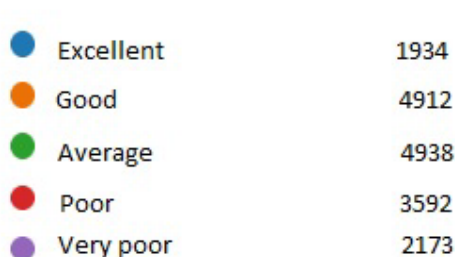 Excellent 1934
Good 4912
Average 4938
Poor 3592
Very poor 2173